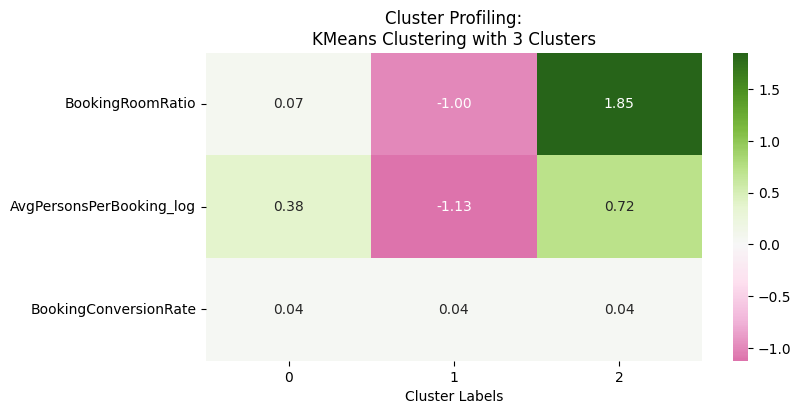 Cluster Profiling:
KMeans Clustering with 3 Clusters
BookingRoomRatio
0.07 -1.00 1.85
AvgPersonsPerBooking_log
0.38 -1.13 0.72
BookingConversionRate
0.04 0.04 0.04
0 1 2
Cluster Labels
1.5
1.0
0.5
0.0
−0.5
−1.0